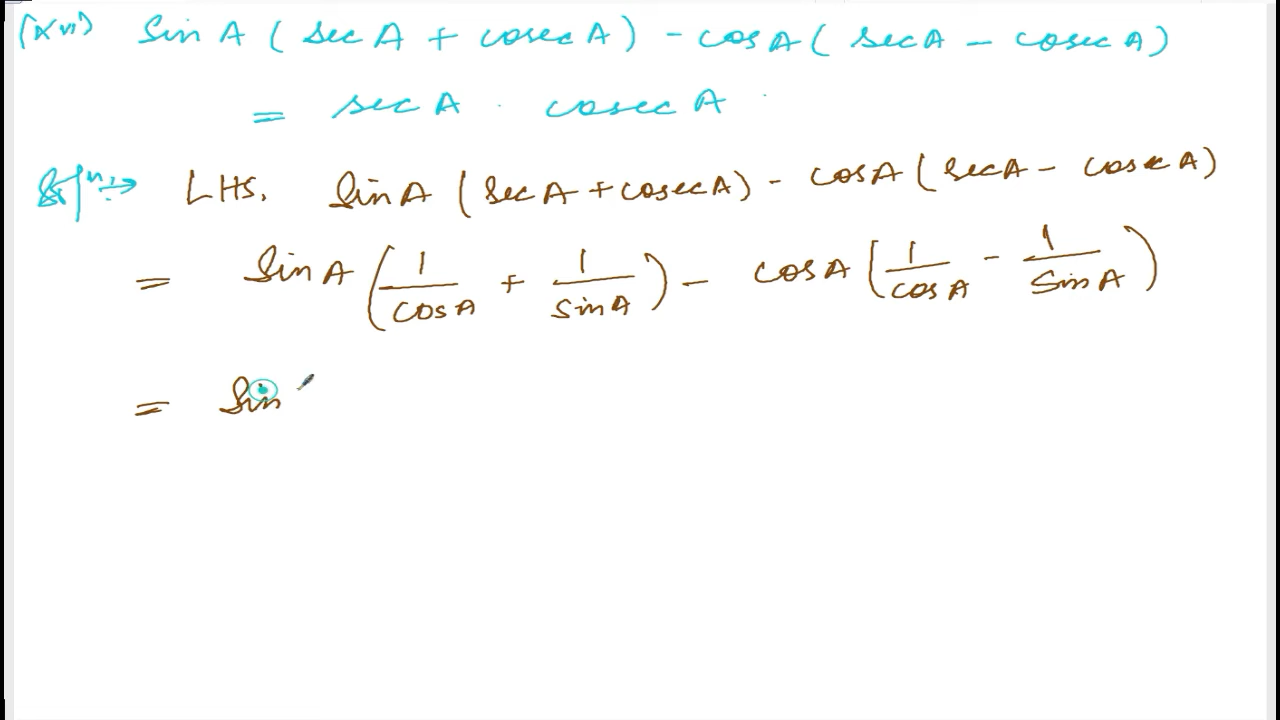 (xvi) sin A ( sec A + cosec A ) - cos A ( sec A - cosec A )
= sec A . cosec A
Sol^n:→ LHS. sin A ( sec A + cosec A ) - cos A ( sec A - cosec A )
= sin A ( 1/cos A + 1/sin A ) - cos A ( 1/cos A - 1/sin A )
= sin